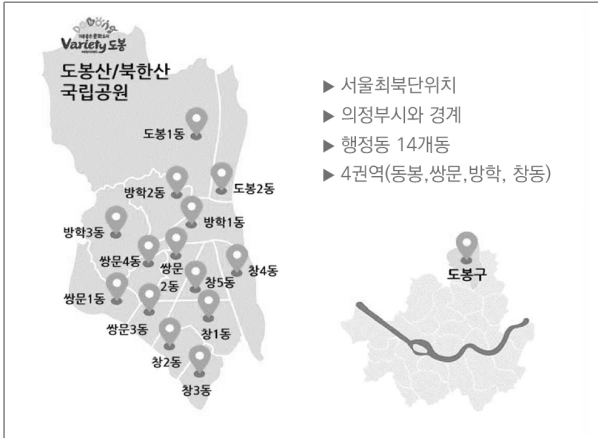 Dobong
Variety 도봉
도봉산/북한산
국립공원
도봉1동
방학2동
도봉2동
방학1동
방학3동
쌍문4동
쌍문
2동
창4동
쌍문1동
창5동
쌍문3동
창1동
창2동
창3동
▶ 서울최북단위치
▶ 의정부시와 경계
▶ 행정동 14개동
▶ 4권역(동봉,쌍문,방학, 창동)
도봉구